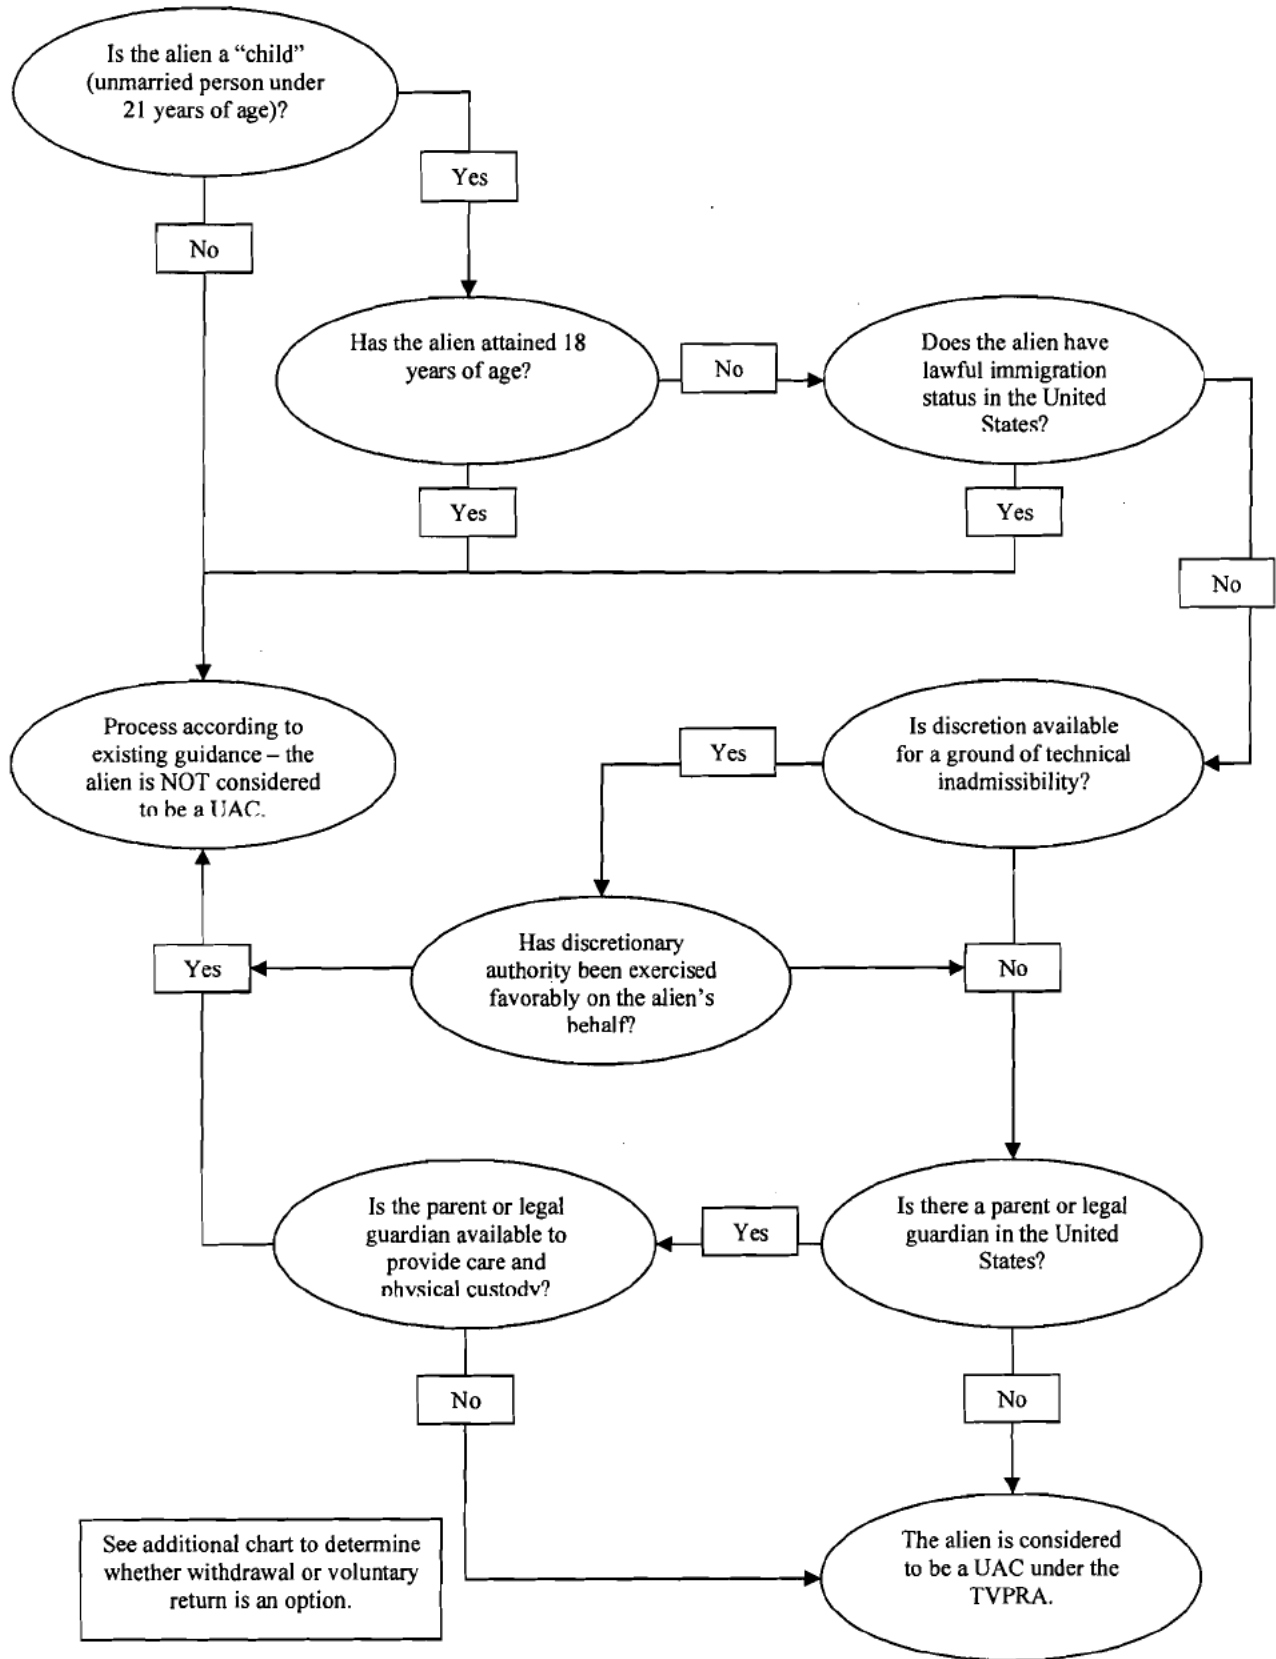 Is the alien a “child”
(unmarried person under
21 years of age)?
Yes
No
Has the alien attained 18
years of age?
No
Does the alien have
lawful immigration
status in the United
States?
Yes
Yes
No
Process according to
existing guidance – the
alien is NOT considered
to be a UAC.
Yes
Is discretion available
for a ground of technical
inadmissibility?
Has discretionary
authority been exercised
favorably on the alien’s
behalf?
Yes
No
Is the parent or legal
guardian available to
provide care and
physical custody?
Yes
Is there a parent or legal
guardian in the United
States?
No
No
See additional chart to determine
whether withdrawal or voluntary
return is an option.
The alien is considered
to be a UAC under the
TVPRA.